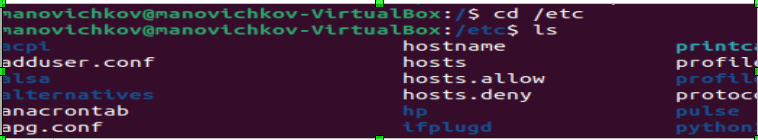 manovichkov@manovichkov-VirtualBox:/$ cd /etc
manovichkov@manovichkov-VirtualBox:/etc$ ls
acpi hostname printca
adduser.conf hosts profile
alsa hosts.allow profile
alternatives hosts.deny protoco
anacrontab hp pulse
apg.conf ifplugd python